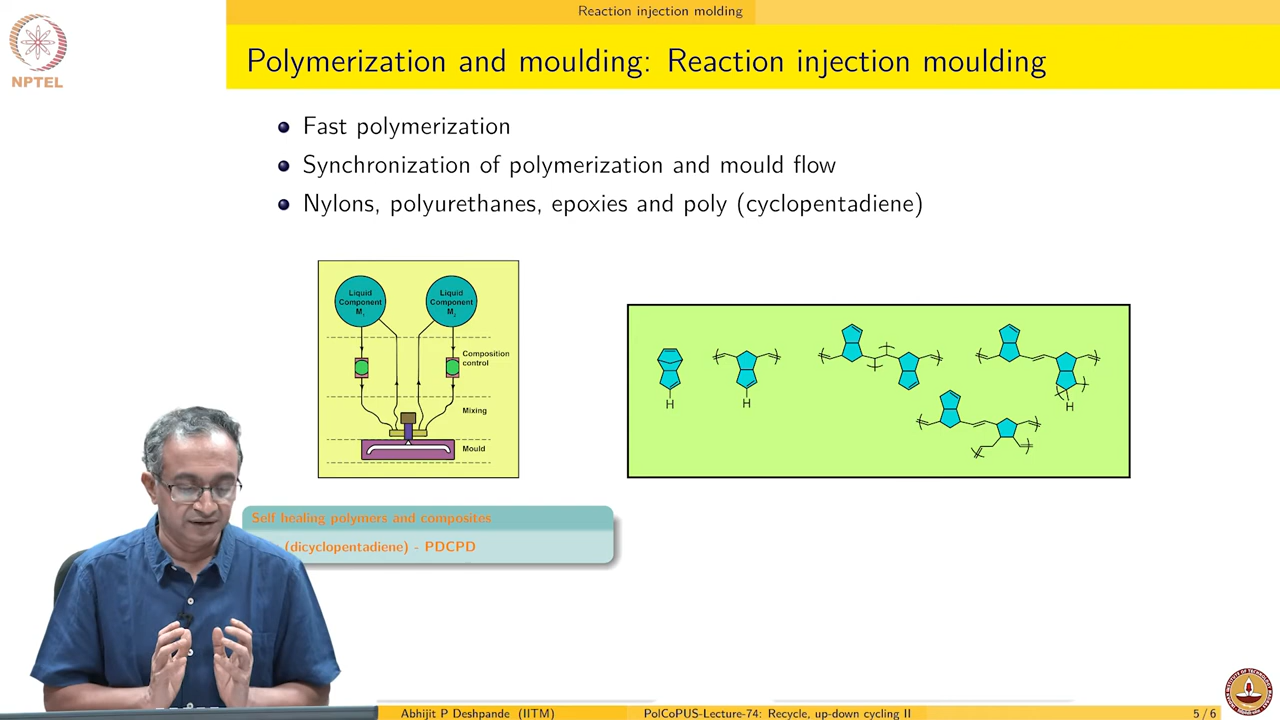 Reaction injection molding
NPTEL
Polymerization and moulding: Reaction injection moulding
Fast polymerization
Synchronization of polymerization and mould flow
Nylons, polyurethanes, epoxies and poly (cyclopentadiene)
Liquid
Component
M1
Liquid
Component
M2
Composition
control
Mixing
Mould
H
H
H
Self healing polymers and composites
(dicyclopentadiene) - PDCPD
Abhijit P Deshpande (IITM)
PolCoPUS-Lecture-74: Recycle, up-down cycling II
5 / 6